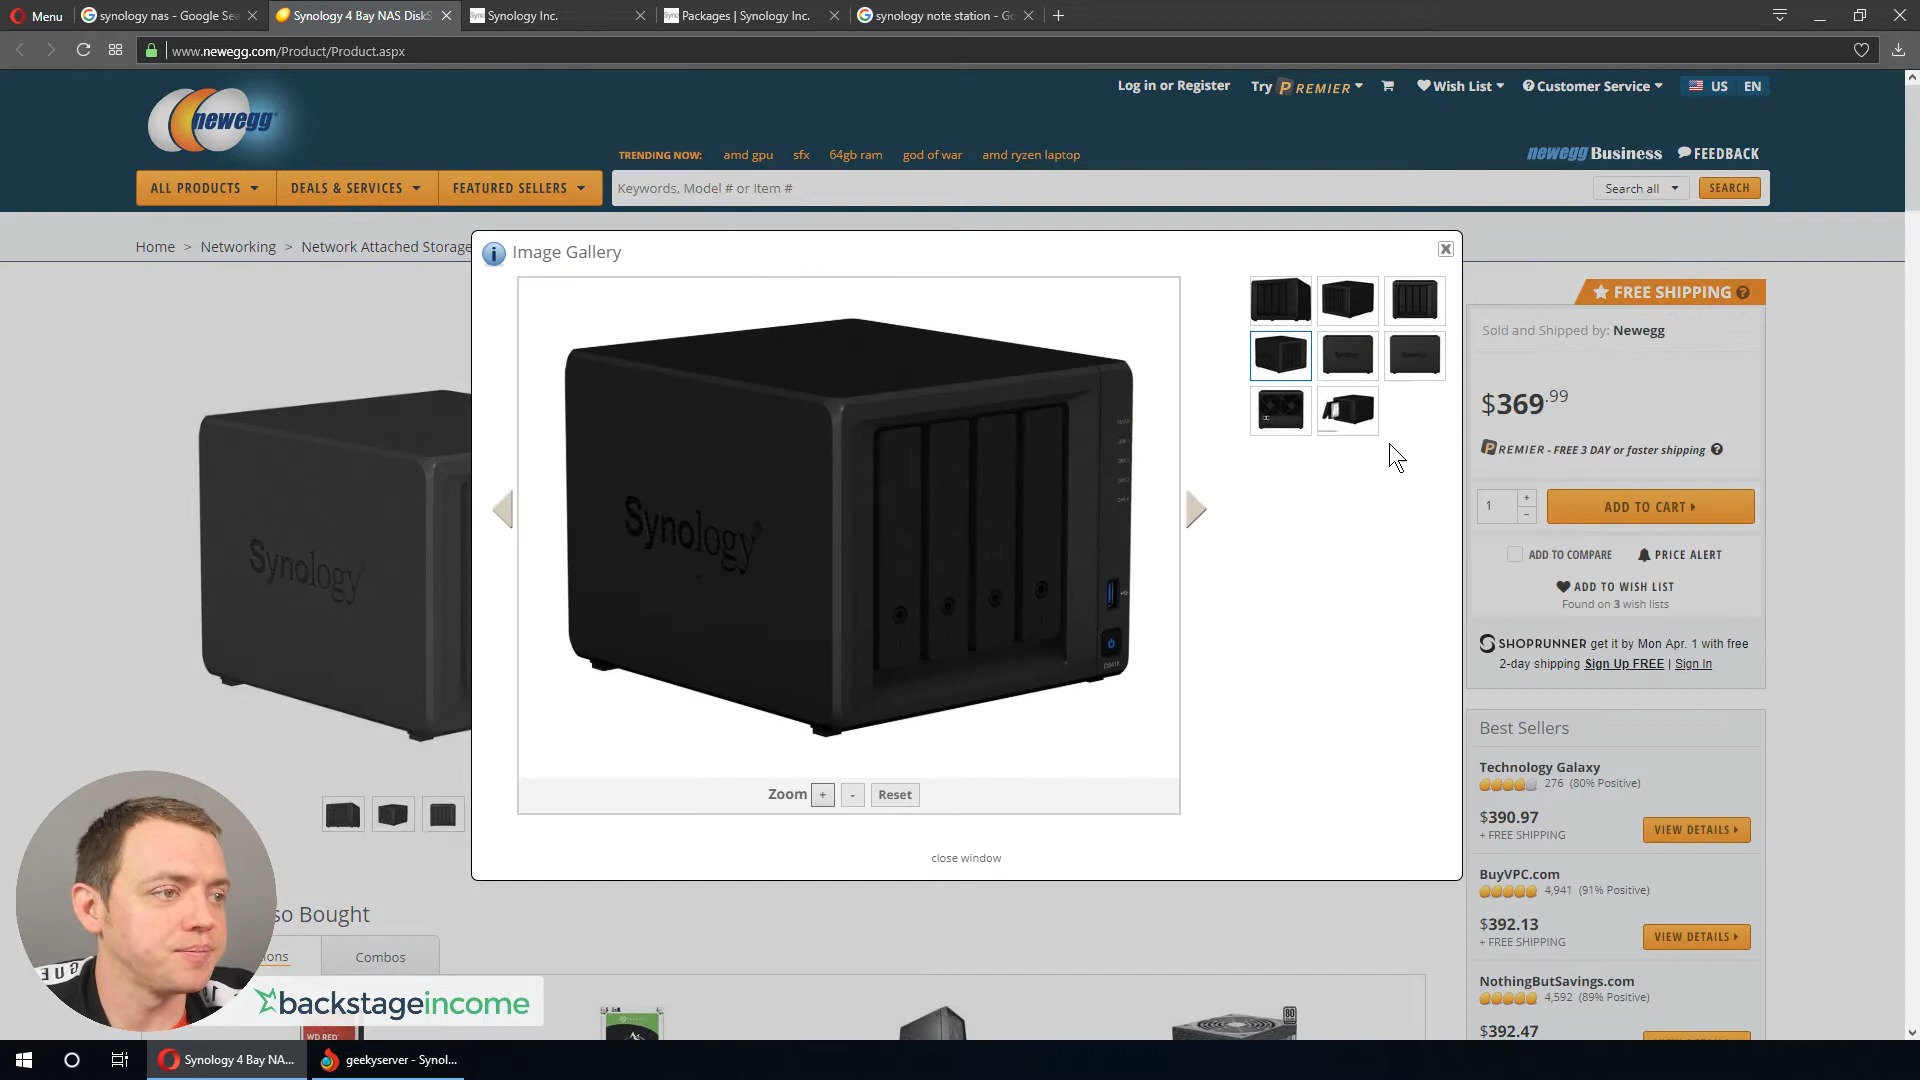 synology nas - Google Sea
Synology 4 Bay NAS DiskS
Synology Inc.
Packages | Synology Inc.
synology note station - Go
Menu
www.newegg.com/Product/Product.aspx
newegg
Log in or Register
Try PREMIER
Wish List
Customer Service
US
EN
TRENDING NOW:
amd gpu
sfx
64gb ram
god of war
amd ryzen laptop
newegg Business
FEEDBACK
ALL PRODUCTS
DEALS & SERVICES
FEATURED SELLERS
Keywords, Model # or Item #
Search all
SEARCH
Home > Networking > Network Attached Storage
Image Gallery
Synology
Synology
DS418
Zoom + - Reset
close window
FREE SHIPPING
Sold and Shipped by: Newegg
$369.99
PREMIER - FREE 3 DAY or faster shipping
1
+
-
ADD TO CART
ADD TO COMPARE
PRICE ALERT
ADD TO WISH LIST
Found on 3 wish lists
SHOPRUNNER get it by Mon Apr. 1 with free
2-day shipping Sign Up FREE | Sign In
Best Sellers
Technology Galaxy
276 (80% Positive)
$390.97
+ FREE SHIPPING
VIEW DETAILS
BuyVPC.com
4,941 (91% Positive)
$392.13
+ FREE SHIPPING
VIEW DETAILS
NothingButSavings.com
4,592 (89% Positive)
$392.47
so Bought
ions
Combos
backstageincome
WD RED
Synology 4 Bay NA...
geekyserver - Synol...